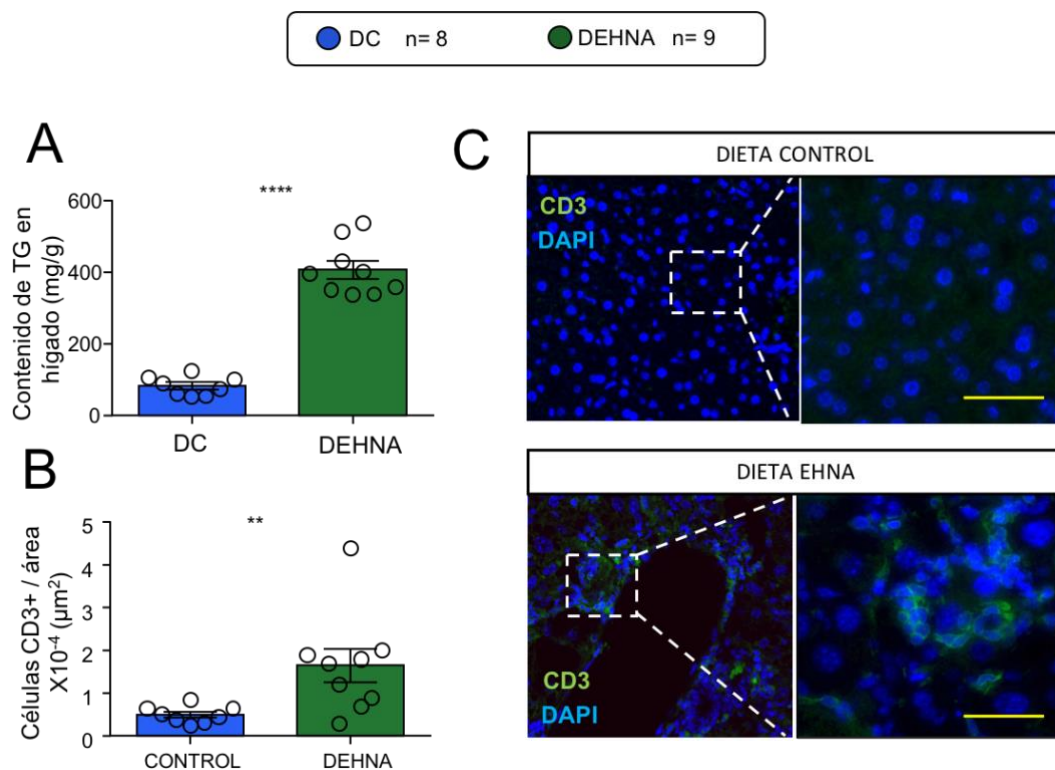 DC n= 8 DEHNA n= 9
A
Contenido de TG en
hígado (mg/g)
600
400
200
0
****
DC DEHNA
B
Células CD3+ / área
X10-4 (µm²)
5
4
3
2
1
0
**
CONTROL DEHNA
C
DIETA CONTROL
CD3
DAPI
DIETA EHNA
CD3
DAPI